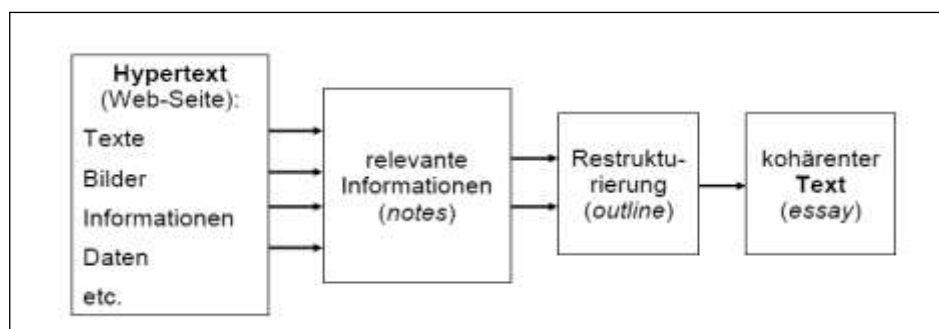 Hypertext
(Web-Seite):
Texte
Bilder
Informationen
Daten
etc.
relevante
Informationen
(notes)
Restruktu-
rierung
(outline)
kohärenter
Text
(essay)